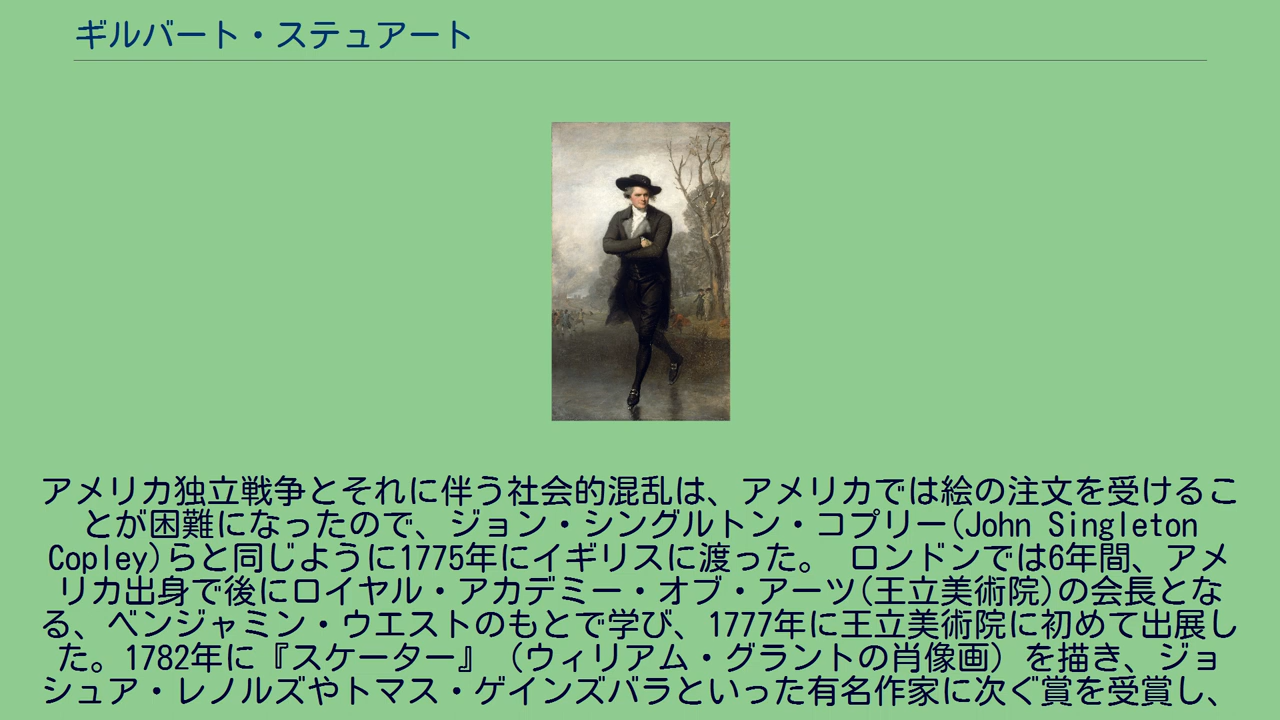 ギルバート・ステュアート
アメリカ独立戦争とそれに伴う社会的混乱は、アメリカでは絵の注文を受けるこ
とが困難になったので、ジョン・シングルトン・コプリー(John Singleton
Copley)らと同じように1775年にイギリスに渡った。 ロンドンでは6年間、アメ
リカ出身で後にロイヤル・アカデミー・オブ・アーツ(王立美術院)の会長とな
る、ベンジャミン・ウエストのもとで学び、1777年に王立美術院に初めて出展し
た。1782年に『スケーター』（ウィリアム・グラントの肖像画）を描き、ジョ
シュア・レノルズやトマス・ゲインズバラといった有名作家に次ぐ賞を受賞し、